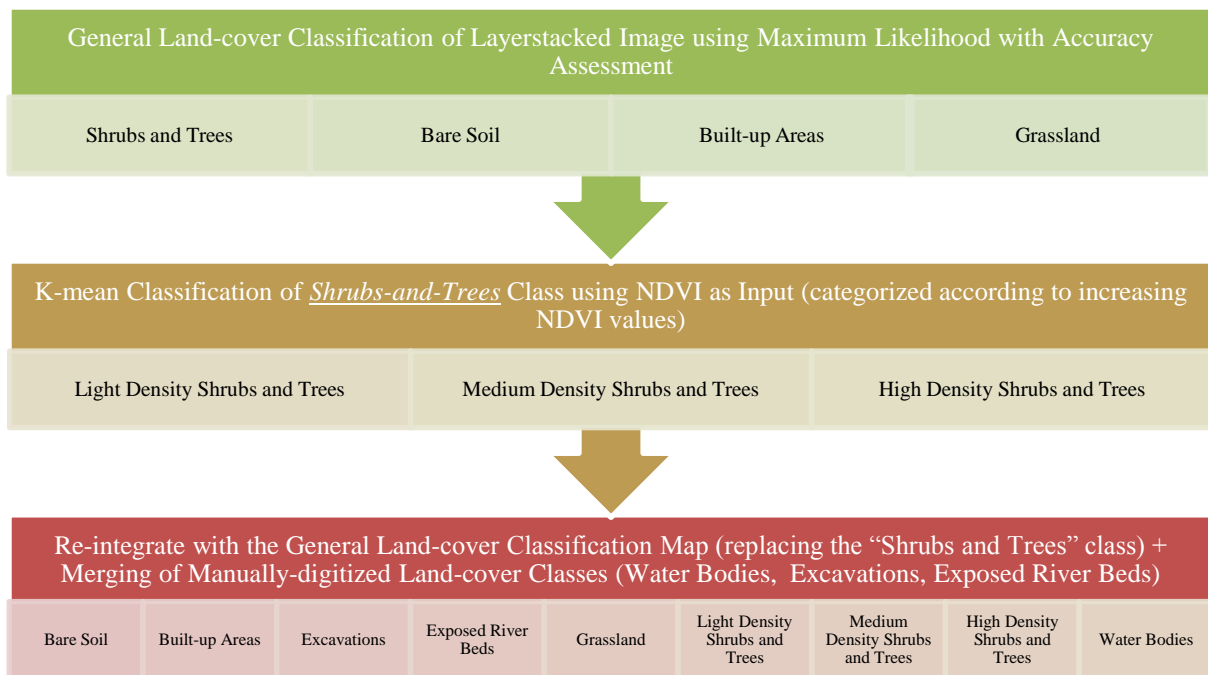 General Land-cover Classification of Layerstacked Image using Maximum Likelihood with Accuracy
Assessment
Shrubs and Trees
Bare Soil
Built-up Areas
Grassland
K-mean Classification of Shrubs-and-Trees Class using NDVI as Input (categorized according to increasing
NDVI values)
Light Density Shrubs and Trees
Medium Density Shrubs and Trees
High Density Shrubs and Trees
Re-integrate with the General Land-cover Classification Map (replacing the “Shrubs and Trees” class) +
Merging of Manually-digitized Land-cover Classes (Water Bodies, Excavations, Exposed River Beds)
Bare Soil
Built-up Areas
Excavations
Exposed River
Beds
Grassland
Light Density
Shrubs and
Trees
Medium
Density Shrubs
and Trees
High Density
Shrubs and
Trees
Water Bodies